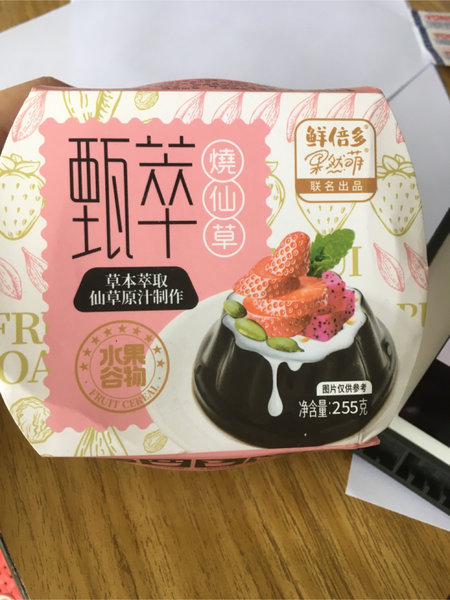 鲜倍多®
果然萌®
联名出品
甄萃
燒仙草
草本萃取
仙草原汁制作
水果
谷物
FRUIT CEREAL
图片仅供参考
净含量:255克